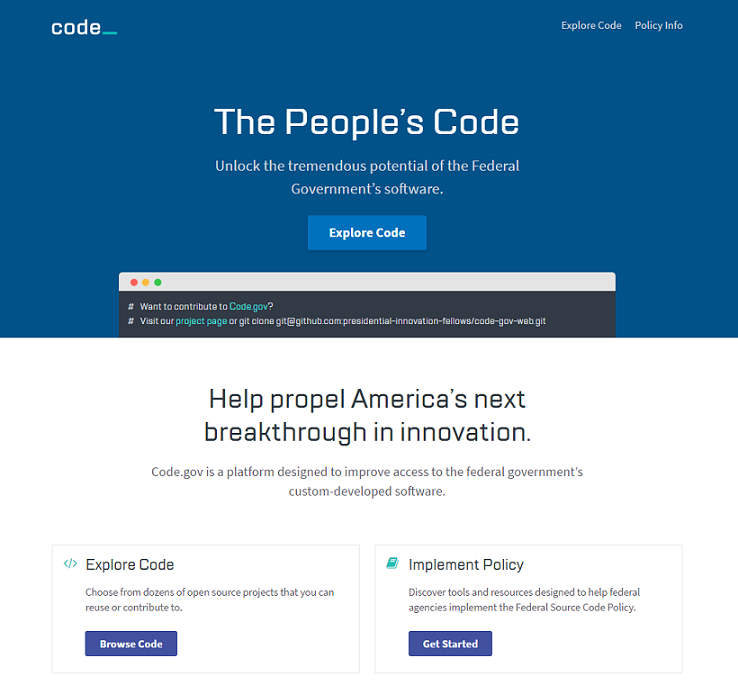 code_
Explore Code Policy Info
The People's Code
Unlock the tremendous potential of the Federal
Government's software.
Explore Code
# Want to contribute to Code.gov?
# Visit our project page or git clone git@github.com:presidential-innovation-fellows/code-gov-web.git
Help propel America's next
breakthrough in innovation.
Code.gov is a platform designed to improve access to the federal government's
custom-developed software.
</> Explore Code
Choose from dozens of open source projects that you can
reuse or contribute to.
Browse Code
Implement Policy
Discover tools and resources designed to help federal
agencies implement the Federal Source Code Policy.
Get Started